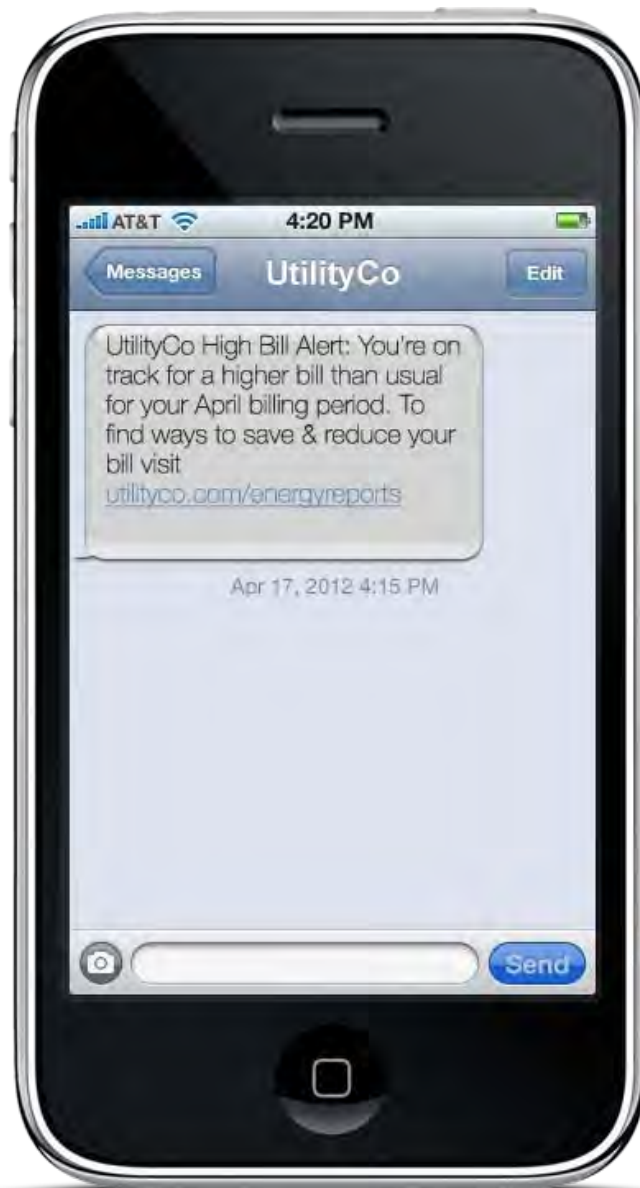 AT&T 4:20 PM
Messages UtilityCo Edit
UtilityCo High Bill Alert: You're on
track for a higher bill than usual
for your April billing period. To
find ways to save & reduce your
bill visit
utilityco.com/energyreports
Apr 17, 2012 4:15 PM
Send